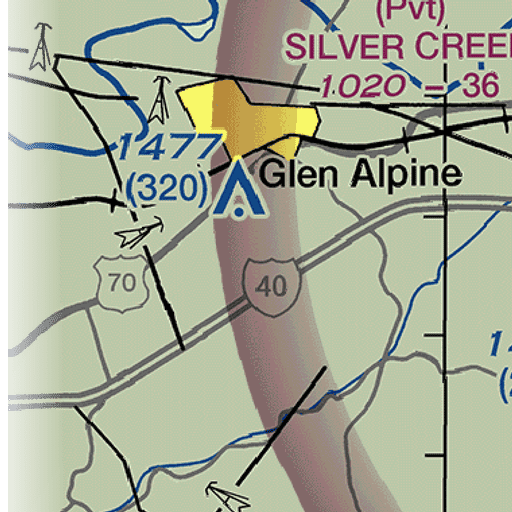 (Pvt)
SILVER CREE
1020 – 36
1477
(320)
Glen Alpine
70
40